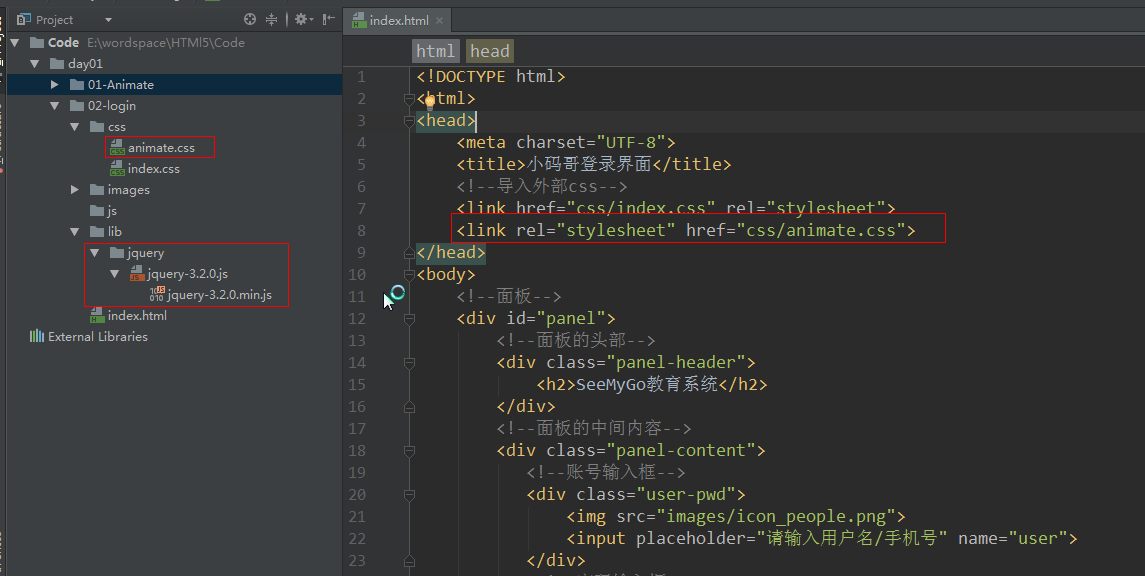 Project
Code E:\wordspace\HTMl5\Code
day01
01-Animate
02-login
css
animate.css
index.css
images
js
lib
jquery
jquery-3.2.0.js
jquery-3.2.0.min.js
index.html
External Libraries
index.html
html head
1 <!DOCTYPE html>
2 <html>
3 <head>
4 <meta charset="UTF-8">
5 <title>小码哥登录界面</title>
6 <!--导入外部css-->
7 <link href="css/index.css" rel="stylesheet">
8 <link rel="stylesheet" href="css/animate.css">
9 </head>
10 <body>
11 <!--面板-->
12 <div id="panel">
13 <!--面板的头部-->
14 <div class="panel-header">
15 <h2>SeeMyGo教育系统</h2>
16 </div>
17 <!--面板的中间内容-->
18 <div class="panel-content">
19 <!--账号输入框-->
20 <div class="user-pwd">
21 <img src="images/icon_people.png">
22 <input placeholder="请输入用户名/手机号" name="user">
23 </div>